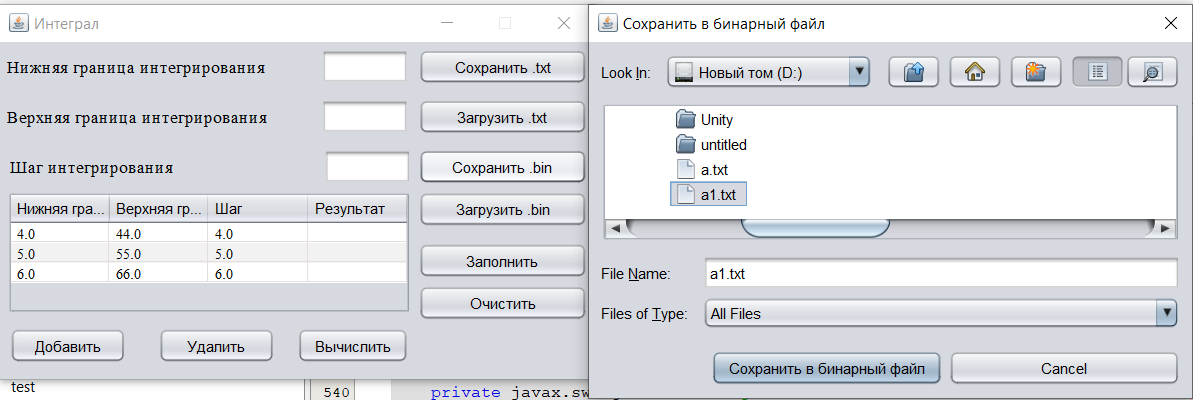 Интеграл
Нижняя граница интегрирования
Сохранить .txt
Верхняя граница интегрирования
Загрузить .txt
Шаг интегрирования
Сохранить .bin
Нижняя гра... Верхняя гр... Шаг Результат
4.0 44.0 4.0
5.0 55.0 5.0
6.0 66.0 6.0
Загрузить .bin
Заполнить
Очистить
Добавить Удалить Вычислить
test
540 private javax.sw
Сохранить в бинарный файл
Look In: Новый том (D:)
Unity
untitled
a.txt
a1.txt
File Name: a1.txt
Files of Type: All Files
Сохранить в бинарный файл Cancel